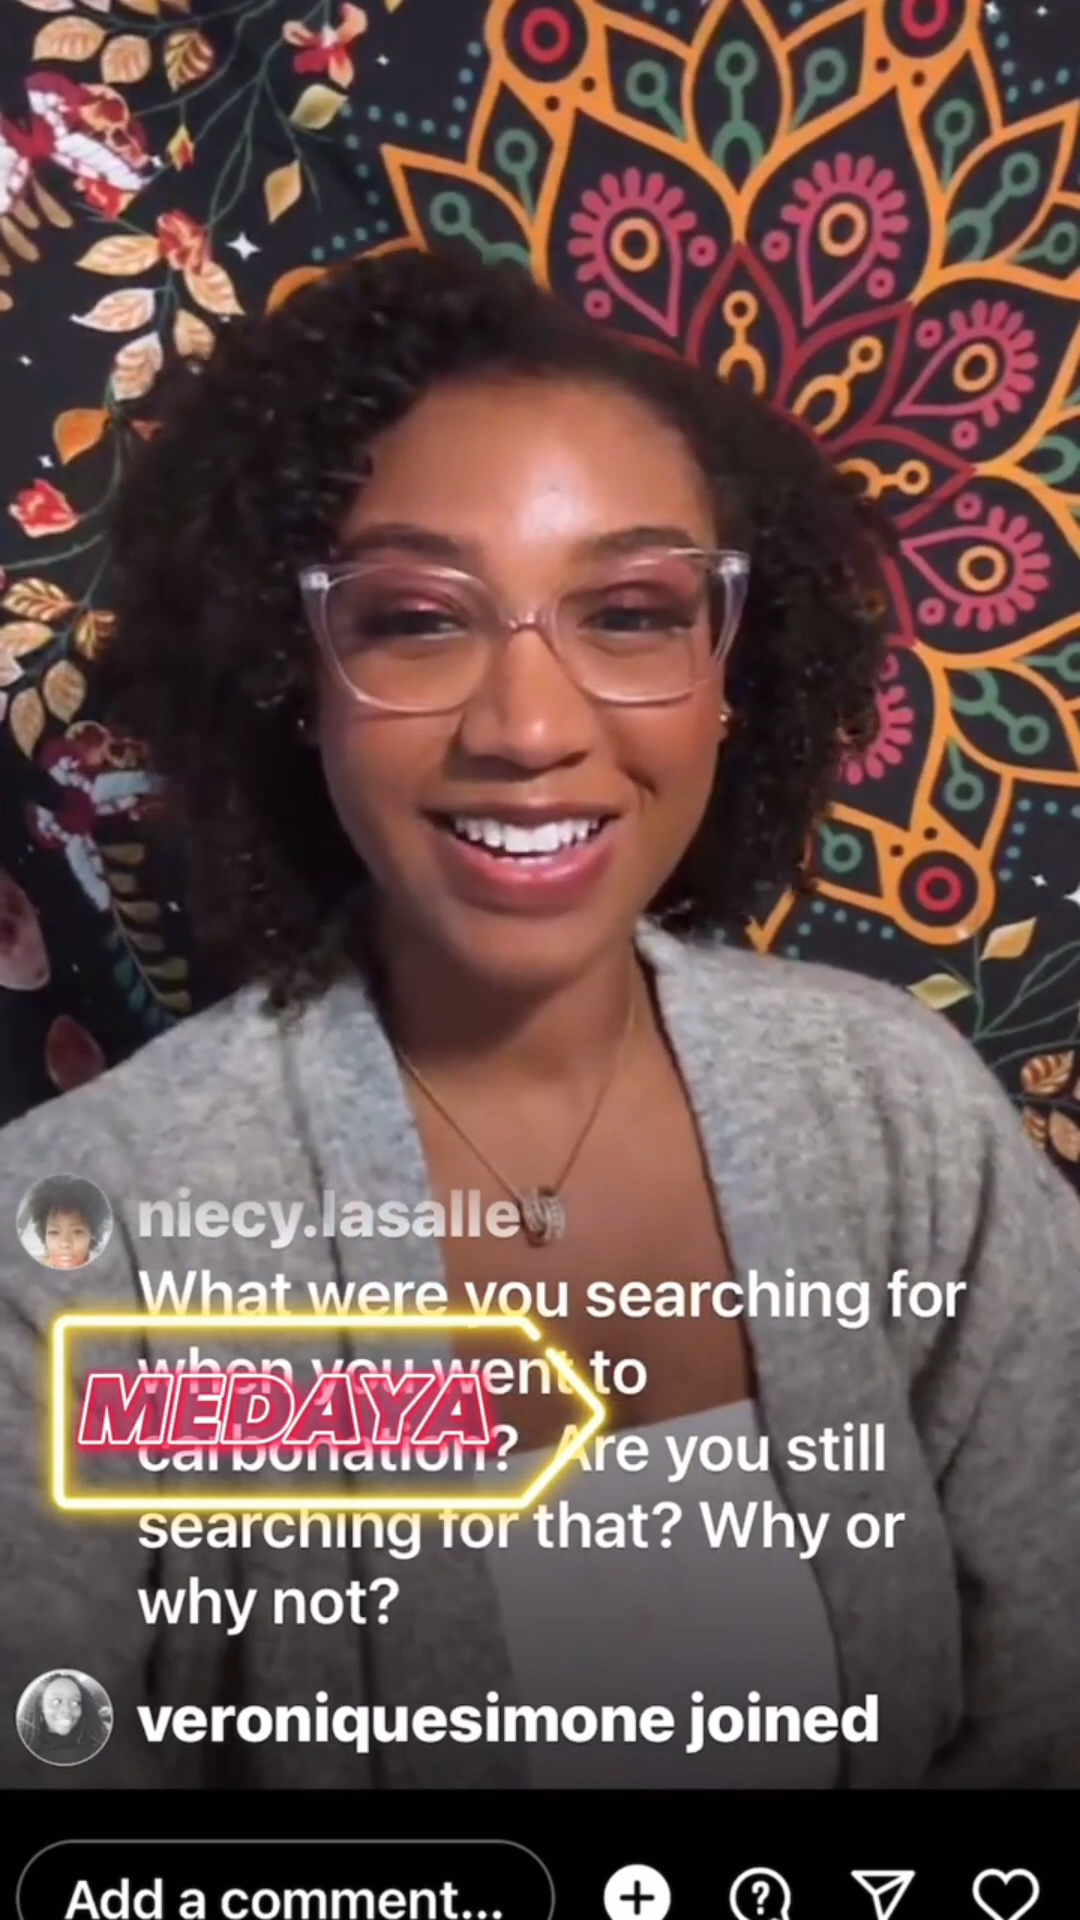 niecy.lasalle
What were you searching for
when you went to
MEDAYA
carbonation? Are you still
searching for that? Why or
why not?
veroniquesimone joined
Add a comment...